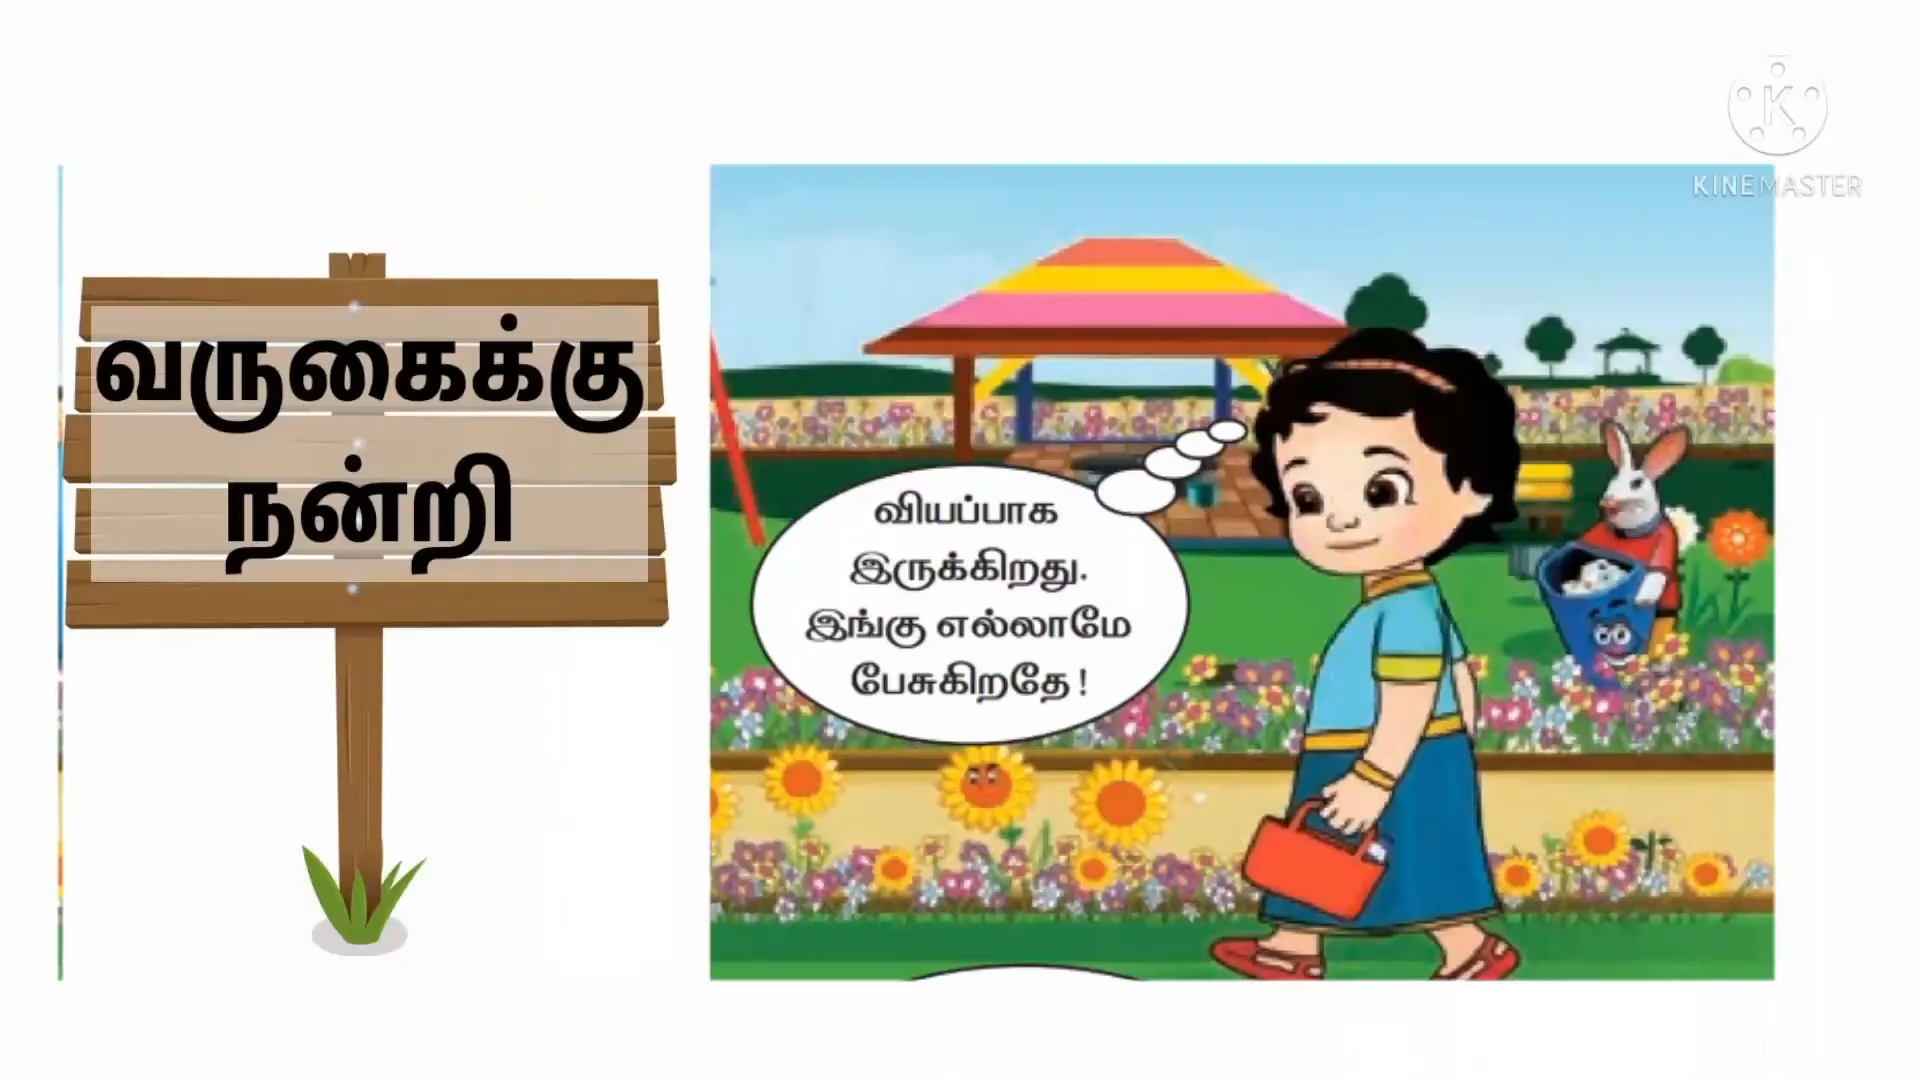 வருகைக்கு
நன்றி
வியப்பாக
இருக்கிறது.
இங்கு எல்லாமே
பேசுகிறதே !
K
KINEMASTER